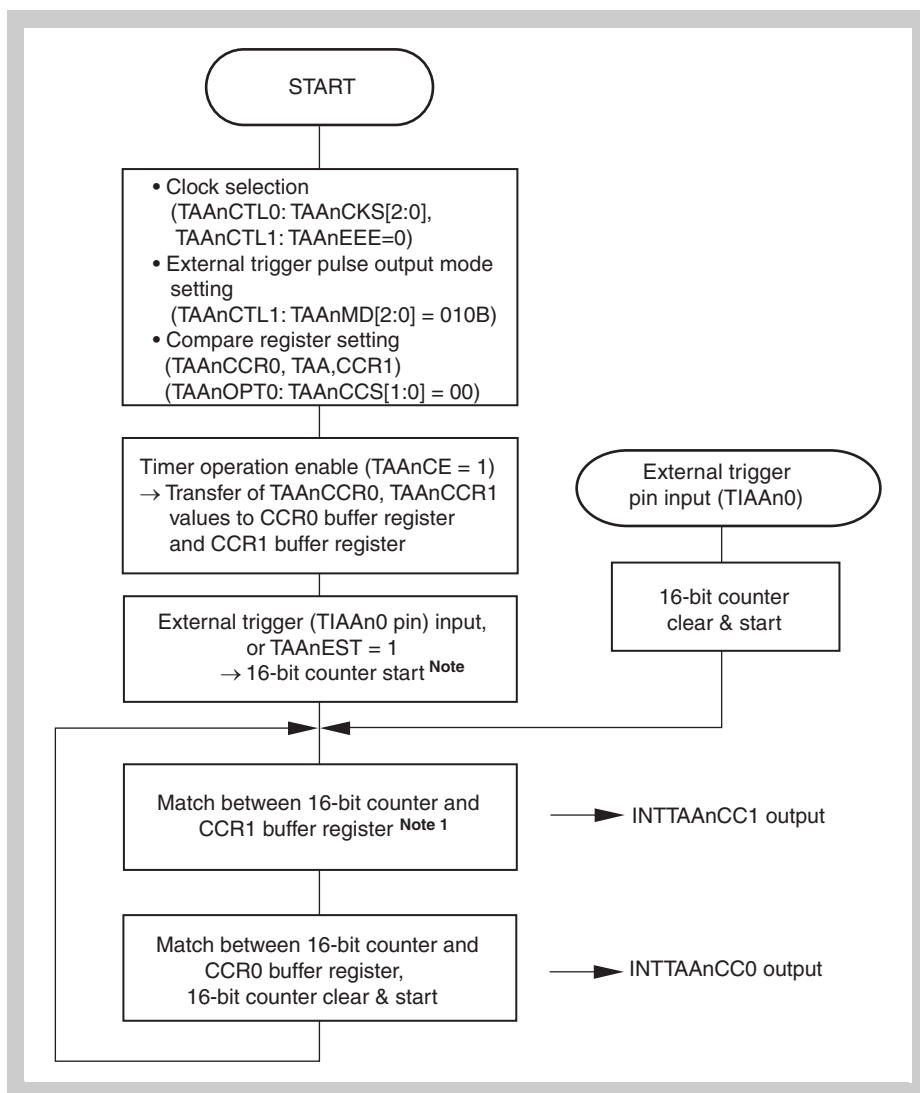 START
• Clock selection
(TAAnCTL0: TAAnCKS[2:0],
TAAnCTL1: TAAnEEE=0)
• External trigger pulse output mode
setting
(TAAnCTL1: TAAnMD[2:0] = 010B)
• Compare register setting
(TAAnCCR0, TAA,CCR1)
(TAAnOPT0: TAAnCCS[1:0] = 00)
Timer operation enable (TAAnCE = 1)
→ Transfer of TAAnCCR0, TAAnCCR1
values to CCR0 buffer register
and CCR1 buffer register
External trigger
pin input (TIAAn0)
16-bit counter
clear & start
External trigger (TIAAn0 pin) input,
or TAAnEST = 1
→ 16-bit counter start Note
Match between 16-bit counter and
CCR1 buffer register Note 1
INTTAAnCC1 output
Match between 16-bit counter and
CCR0 buffer register,
16-bit counter clear & start
INTTAAnCC0 output